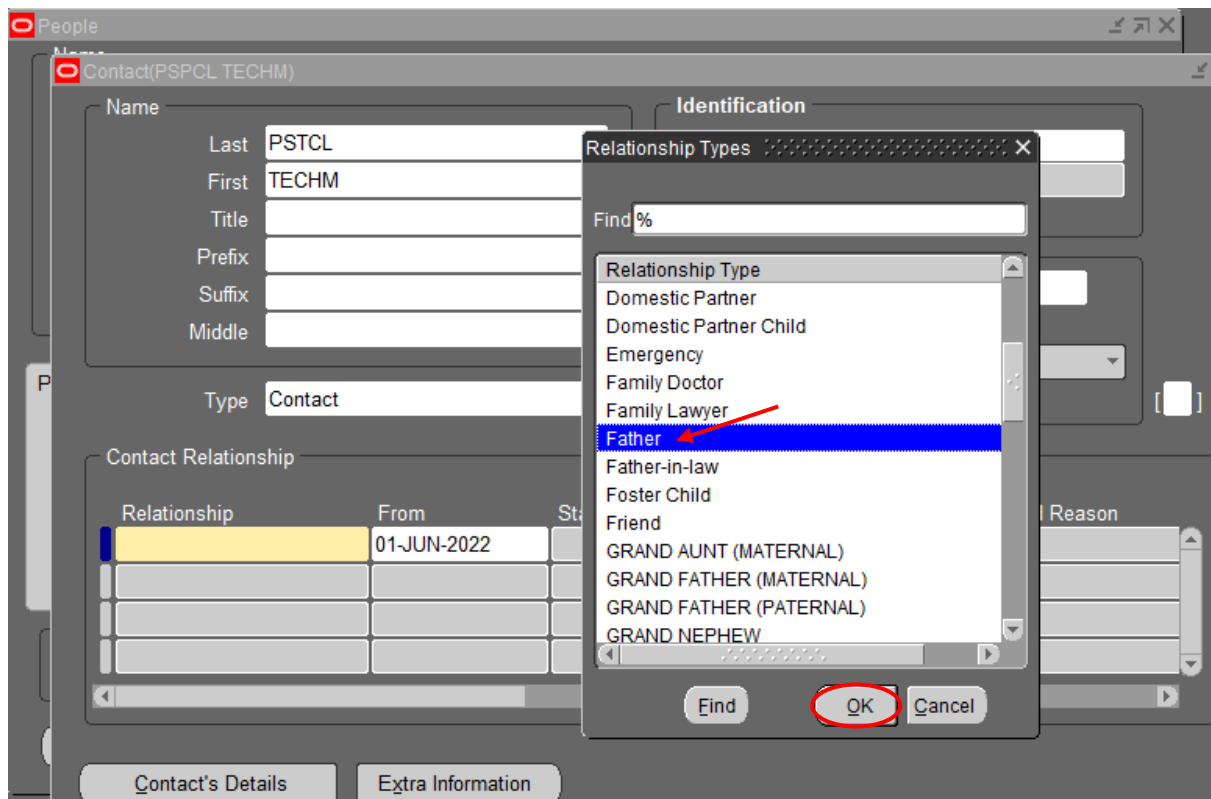 People
Name
Contact(PSPCL TECHM)
Name
Identification
Last PSTCL
First TECHM
Title
Prefix
Suffix
Middle
Type Contact
[ ]
Contact Relationship
Relationship From Reason
01-JUN-2022
Contact's Details Extra Information
Relationship Types
Find %
Relationship Type
Domestic Partner
Domestic Partner Child
Emergency
Family Doctor
Family Lawyer
Father
Father-in-law
Foster Child
Friend
GRAND AUNT (MATERNAL)
GRAND FATHER (MATERNAL)
GRAND FATHER (PATERNAL)
GRAND NEPHEW
Find OK Cancel